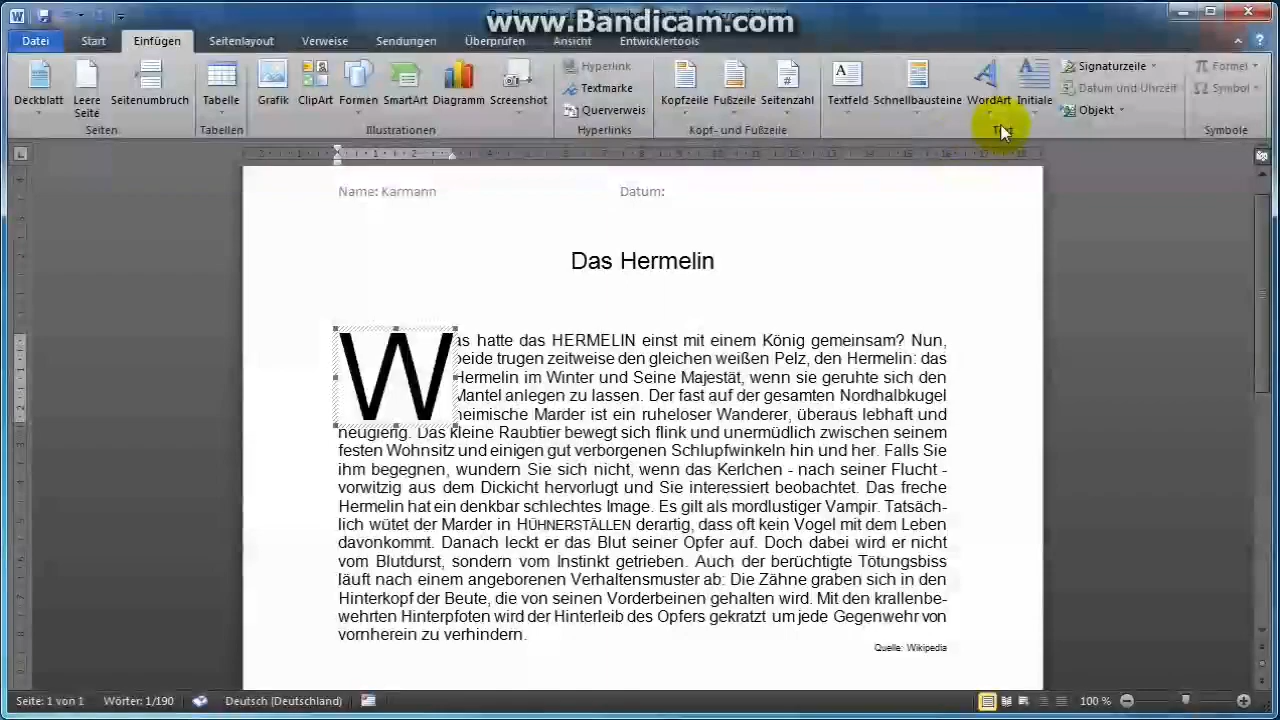 www.Bandicam.com
Datei Start Einfügen Seitenlayout Verweise Sendungen Überprüfen Ansicht Entwicklertools
Deckblatt Leere Seite Seitenumbruch Tabelle Grafik ClipArt Formen SmartArt Diagramm Screenshot Hyperlink Textmarke Querverweis Kopfzeile Fußzeile Seitenzahl Textfeld Schnellbausteine WordArt Initiale Signaturzeile Datum und Uhrzeit Objekt Formel Symbol
Seiten Tabellen Illustrationen Hyperlinks Kopf- und Fußzeile Text Symbole
Name: Karmann Datum:
Das Hermelin
Was hatte das HERMELIN einst mit einem König gemeinsam? Nun,
beide trugen zeitweise den gleichen weißen Pelz, den Hermelin: das
Hermelin im Winter und Seine Majestät, wenn sie geruhte sich den
Mantel anlegen zu lassen. Der fast auf der gesamten Nordhalbkugel
heimische Marder ist ein ruheloser Wanderer, überaus lebhaft und
neugierig. Das kleine Raubtier bewegt sich flink und unermüdlich zwischen seinem
festen Wohnsitz und einigen gut verborgenen Schlupfwinkeln hin und her. Falls Sie
ihm begegnen, wundern Sie sich nicht, wenn das Kerlchen - nach seiner Flucht -
vorwitzig aus dem Dickicht hervorlugt und Sie interessiert beobachtet. Das freche
Hermelin hat ein denkbar schlechtes Image. Es gilt als mordlustiger Vampir. Tatsäch-
lich wütet der Marder in HÜHNERSTÄLLEN derartig, dass oft kein Vogel mit dem Leben
davonkommt. Danach leckt er das Blut seiner Opfer auf. Doch dabei wird er nicht
vom Blutdurst, sondern vom Instinkt getrieben. Auch der berüchtigte Tötungsbiss
läuft nach einem angeborenen Verhaltensmuster ab: Die Zähne graben sich in den
Hinterkopf der Beute, die von seinen Vorderbeinen gehalten wird. Mit den krallenbe-
wehrten Hinterpfoten wird der Hinterleib des Opfers gekratzt um jede Gegenwehr von
vornherein zu verhindern.
Quelle: Wikipedia
Seite: 1 von 1 Wörter: 1/190 Deutsch (Deutschland) 100 %